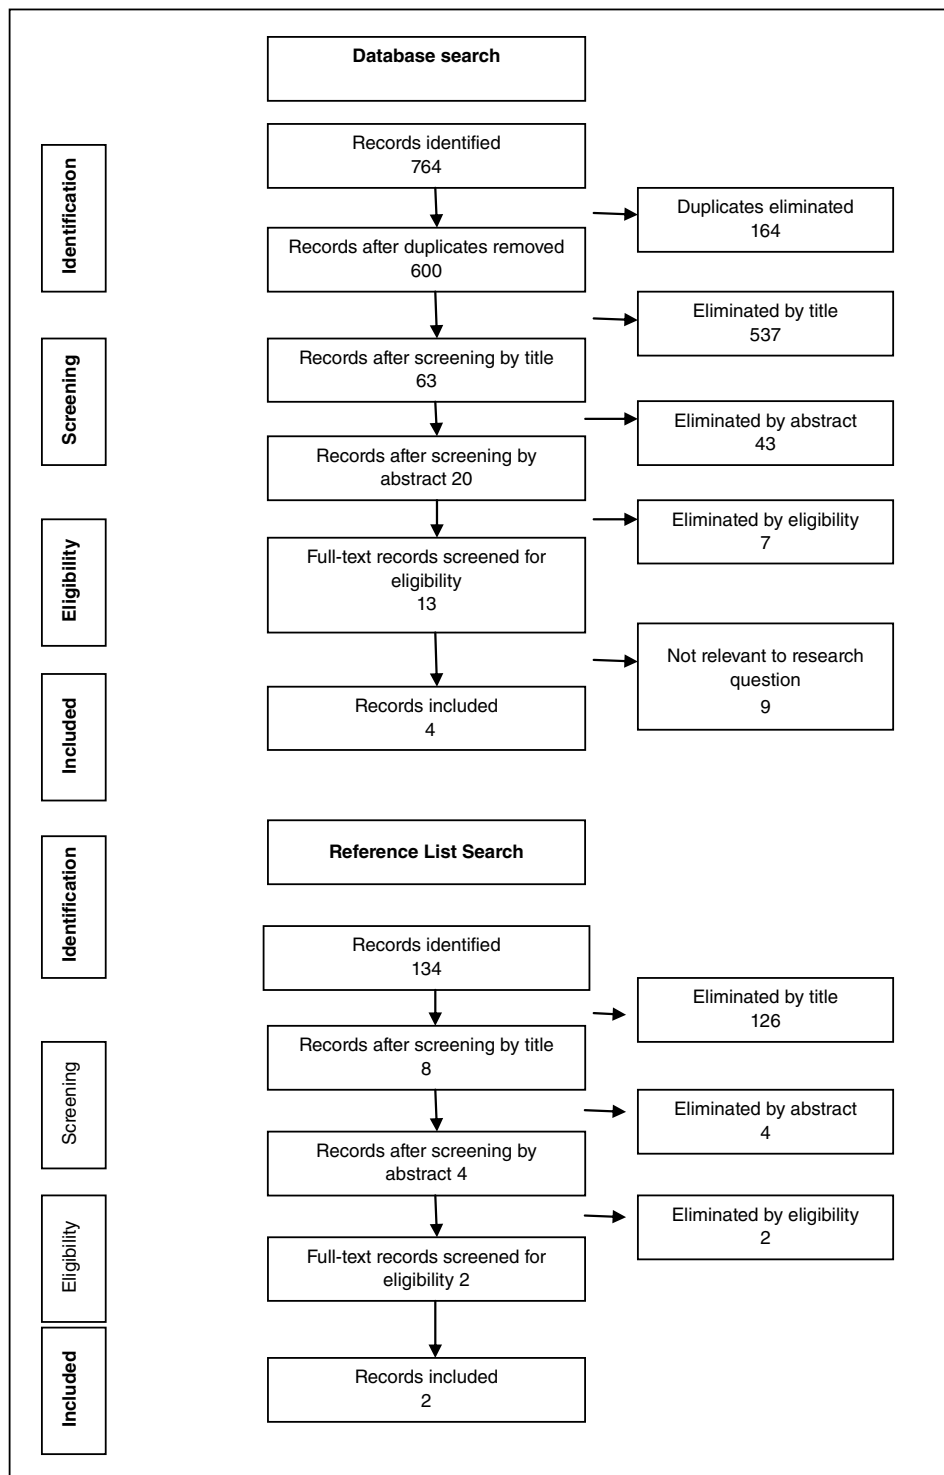 Database search
Identification
Records identified
764
Duplicates eliminated
164
Records after duplicates removed
600
Eliminated by title
537
Screening
Records after screening by title
63
Eliminated by abstract
43
Records after screening by
abstract 20
Eliminated by eligibility
7
Eligibility
Full-text records screened for
eligibility
13
Not relevant to research
question
9
Included
Records included
4
Reference List Search
Identification
Records identified
134
Eliminated by title
126
Records after screening by title
8
Screening
Eliminated by abstract
4
Records after screening by
abstract 4
Eliminated by eligibility
2
Eligibility
Full-text records screened for
eligibility 2
Included
Records included
2